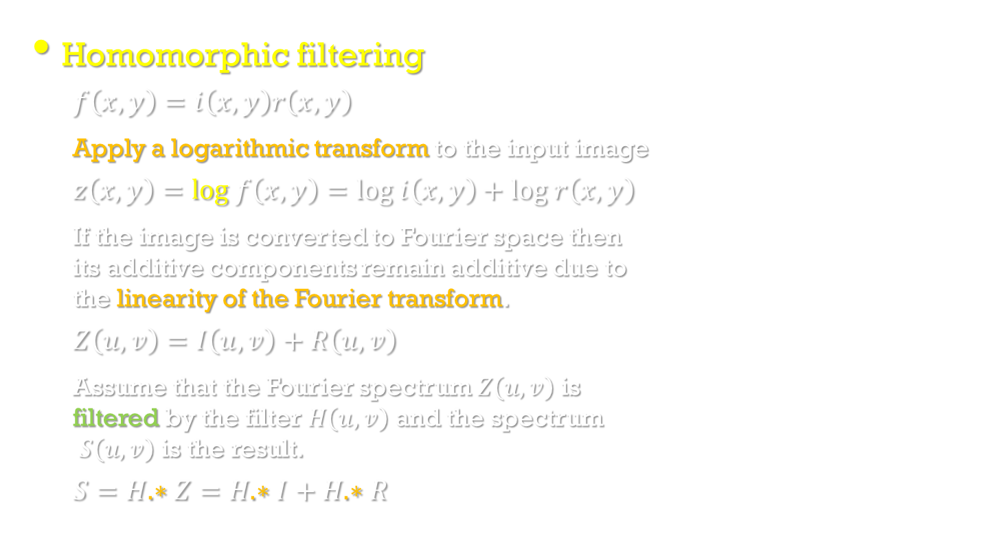 • Homomorphic filtering
f(x, y) = i(x, y)r(x, y)
Apply a logarithmic transform to the input image
z(x, y) = log f(x, y) = log i(x, y) + log r(x, y)
If the image is converted to Fourier space then
its additive components remain additive due to
the linearity of the Fourier transform.
Z(u, v) = I(u, v) + R(u, v)
Assume that the Fourier spectrum Z(u, v) is
filtered by the filter H(u, v) and the spectrum
S(u, v) is the result.
S = H.* Z = H.* I + H.* R